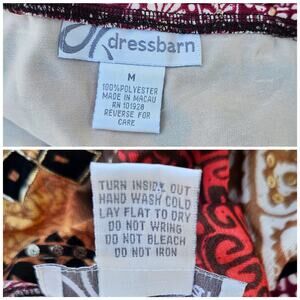 dressbarn
M
100%POLYESTER
MADE IN MACAU
RN 101928
REVERSE FOR
CARE
TURN INSIDE OUT
HAND WASH COLD
LAY FLAT TO DRY
DO NOT WRING
DO NOT BLEACH
DO NOT IRON